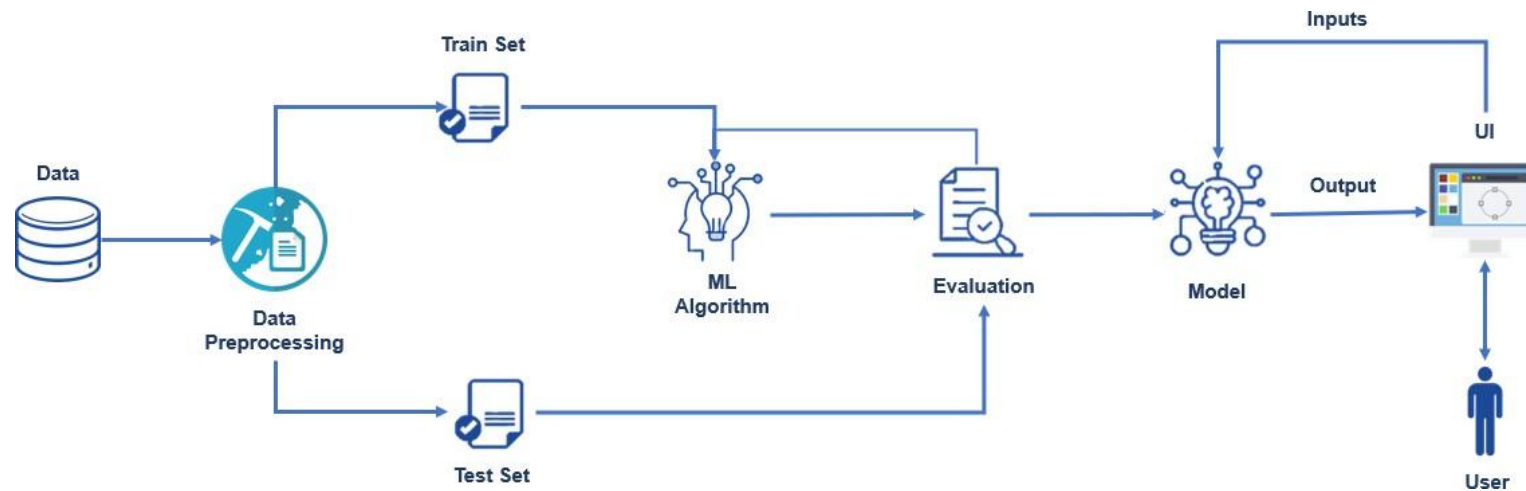 Inputs
Train Set
UI
Data
Output
ML
Algorithm
Evaluation
Model
Data
Preprocessing
Test Set
User